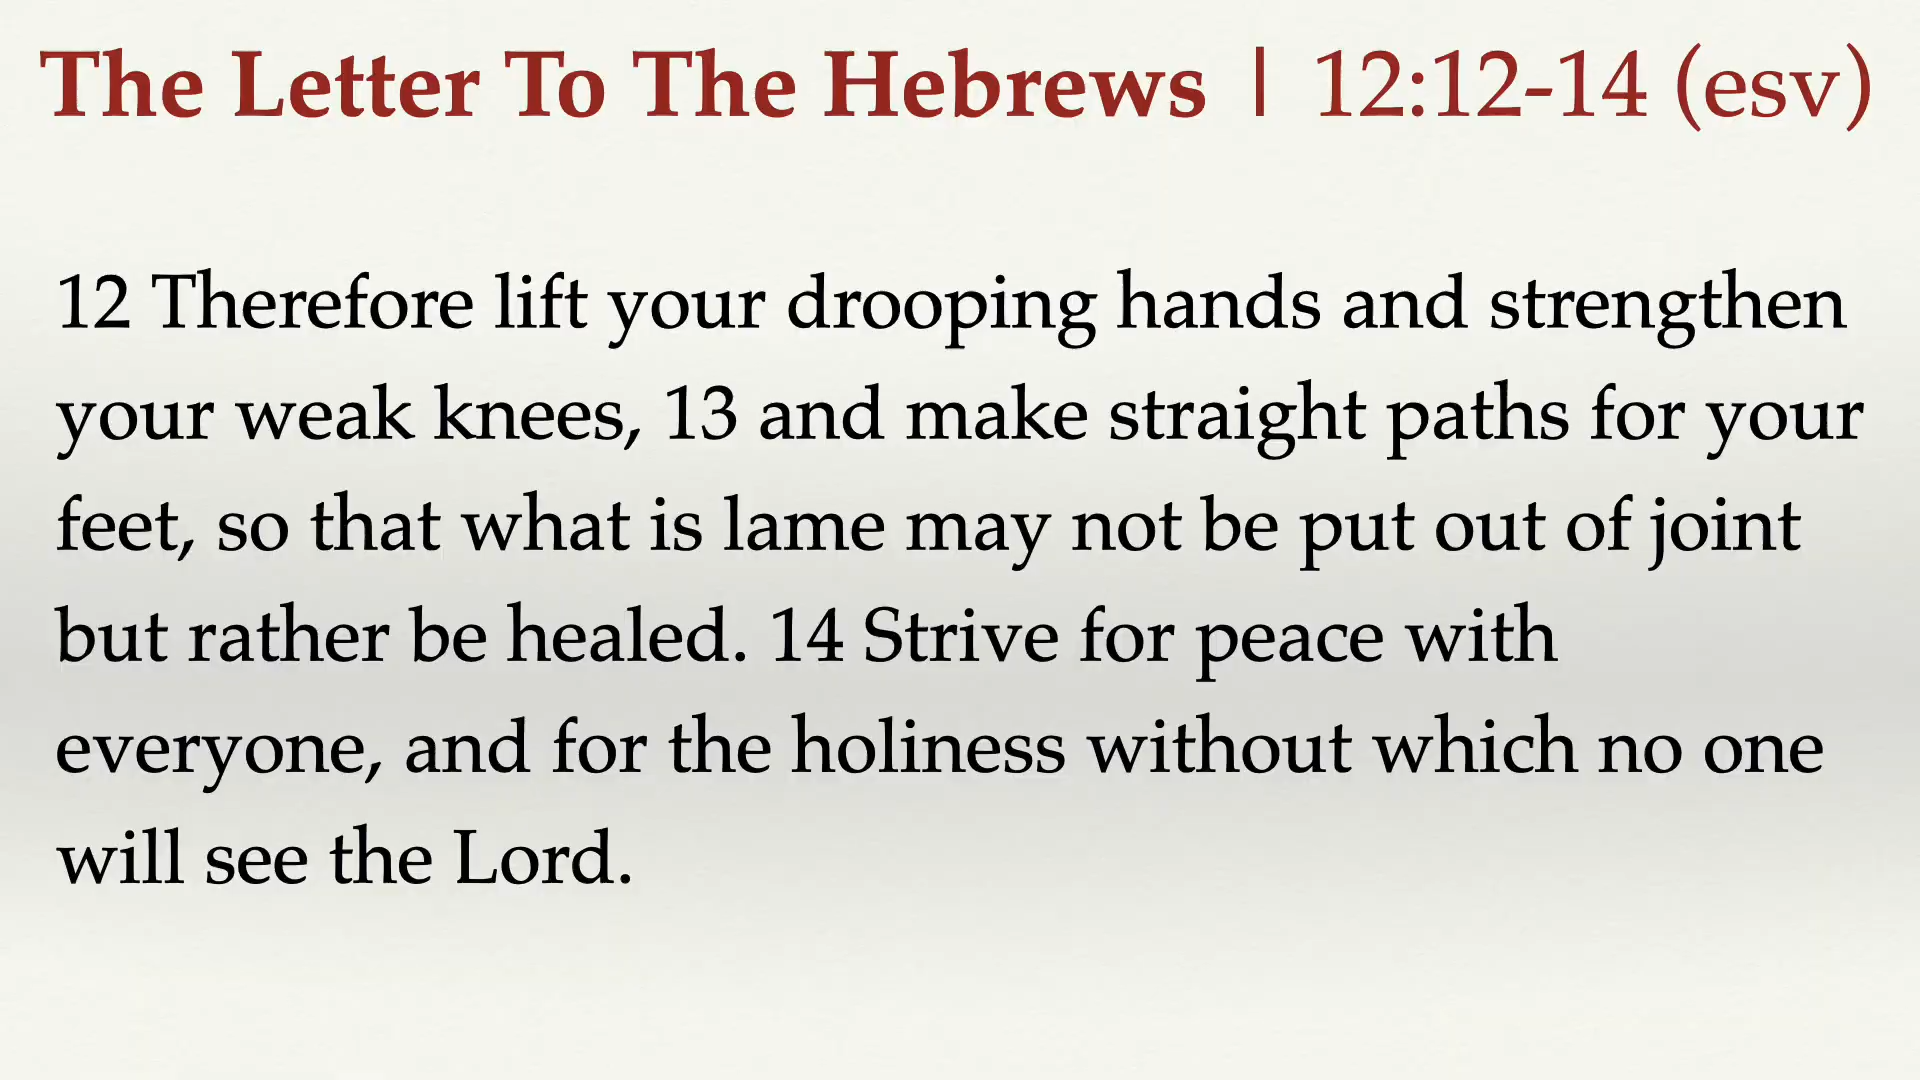 The Letter To The Hebrews | 12:12-14 (esv)
12 Therefore lift your drooping hands and strengthen
your weak knees, 13 and make straight paths for your
feet, so that what is lame may not be put out of joint
but rather be healed. 14 Strive for peace with
everyone, and for the holiness without which no one
will see the Lord.